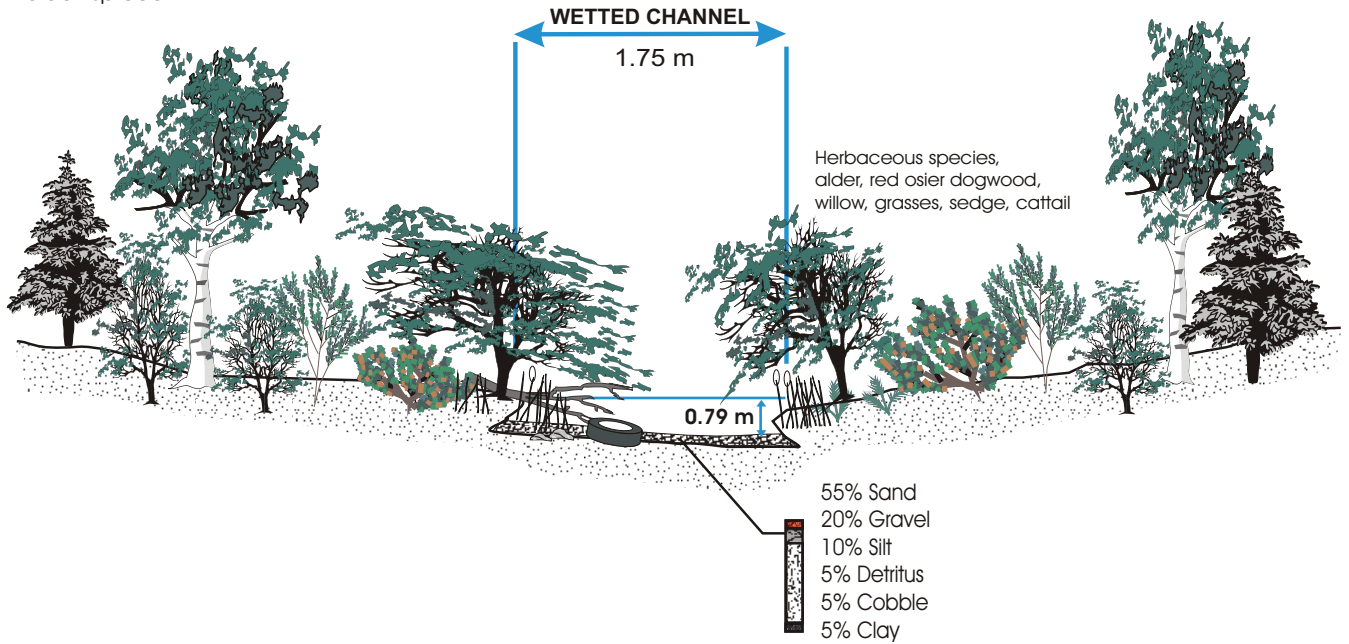 WETTED CHANNEL
1.75 m
Herbaceous species,
alder, red osier dogwood,
willow, grasses, sedge, cattail
0.79 m
55% Sand
20% Gravel
10% Silt
5% Detritus
5% Cobble
5% Clay